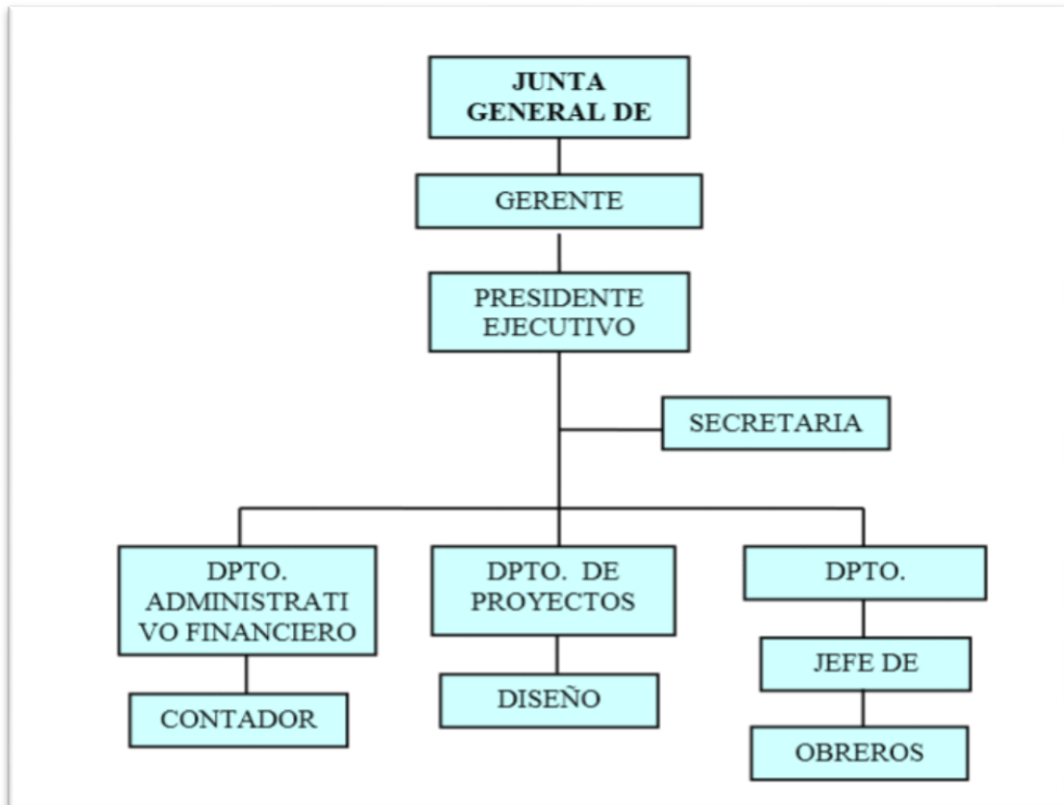 JUNTA
GENERAL DE
GERENTE
PRESIDENTE
EJECUTIVO
SECRETARIA
DPTO.
ADMINISTRATI
VO FINANCIERO
CONTADOR
DPTO. DE
PROYECTOS
DISEÑO
DPTO.
JEFE DE
OBREROS